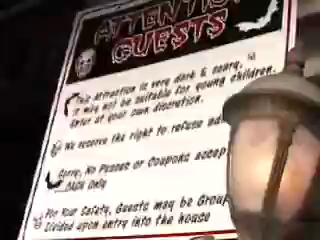 ATTENTION
GUESTS
This attraction is very dark & scary, is
it may not be suitable for young children.
Enter at your own discretion.
We reserve the right to refuse
Sorry, No Passes or Coupons
CASH Only
For Your Safety, Guests may be
Divided upon entry into the house